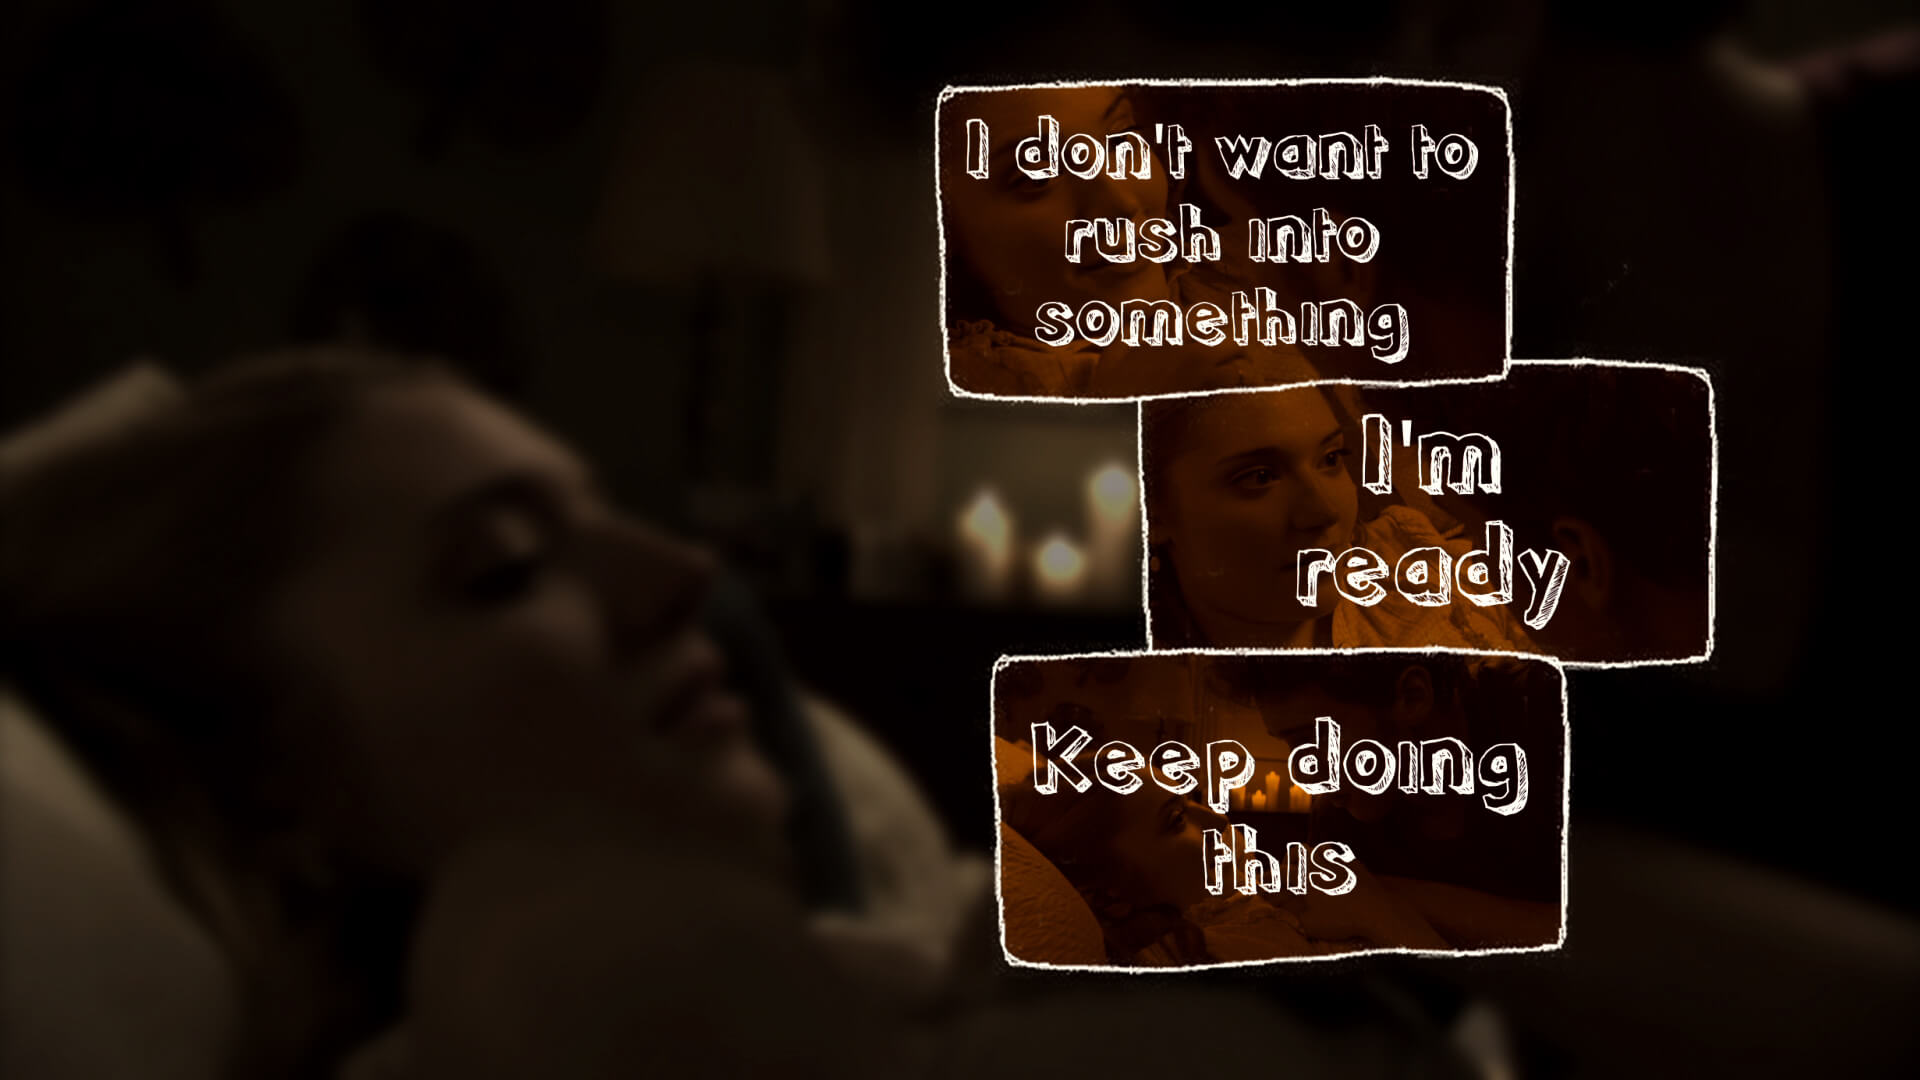 I don't want to
rush into
something
I'm
ready
Keep doing
this